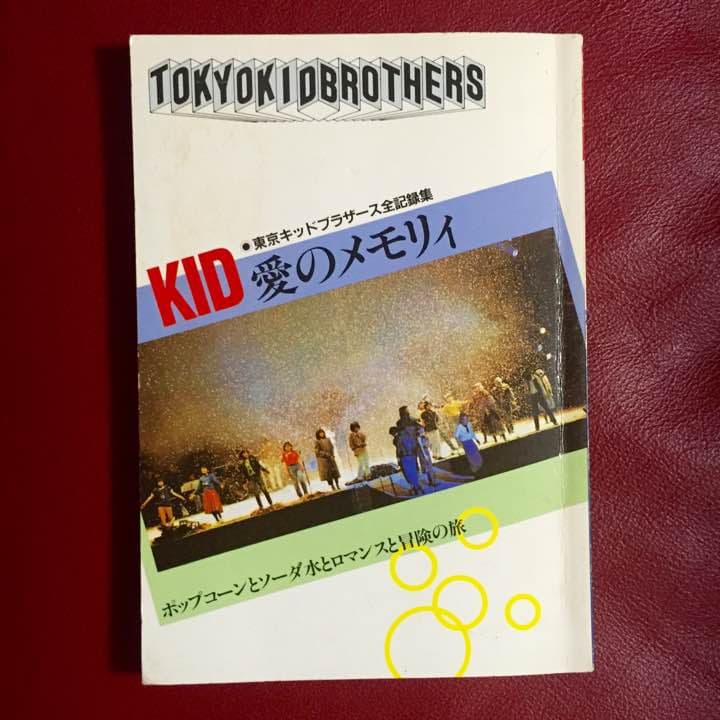 TOKYOKIDBROTHERS
●東京キッドブラザース全記録集
KID 愛のメモリィ
ポップコーンとソーダ水とロマンスと冒険の旅